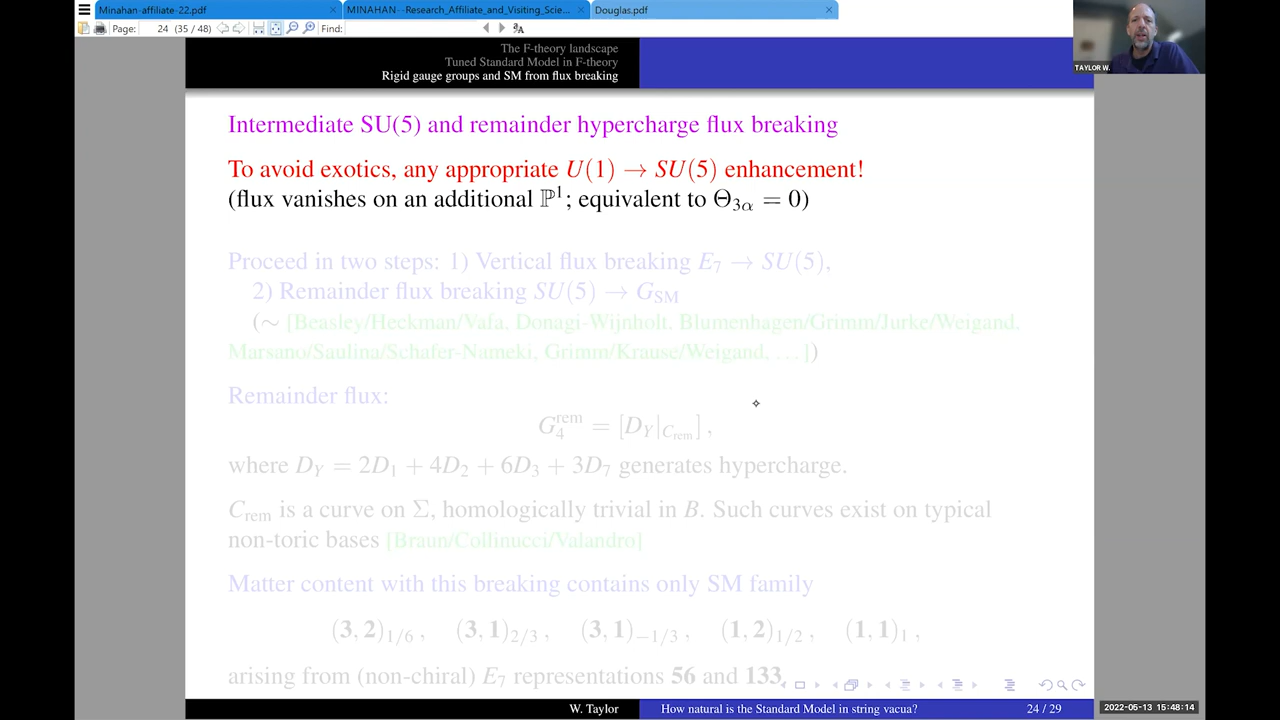 Minahan-affiliate-22.pdf
MINAHAN--Research_Affiliate_and_Visiting_Scie...
Douglas.pdf
Page: 24 (35 / 48) Find:
TAYLOR W.
The F-theory landscape
Tuned Standard Model in F-theory
Rigid gauge groups and SM from flux breaking
Intermediate SU(5) and remainder hypercharge flux breaking
To avoid exotics, any appropriate U(1) → SU(5) enhancement!
(flux vanishes on an additional ℙ¹; equivalent to Θ₃α = 0)
Proceed in two steps: 1) Vertical flux breaking E₇ → SU(5),
2) Remainder flux breaking SU(5) → G_SM
(∼ [Beasley/Heckman/Vafa, Donagi-Wijnholt. Blumenhagen/Grimm/Jurke/Weigand,
Marsano/Saulina/Schafer-Nameki, Grimm/Krause/Weigand, . . . ])
Remainder flux:
G₄^rem = [D_Y|_C_rem] ,
where D_Y = 2D₁ + 4D₂ + 6D₃ + 3D₇ generates hypercharge.
C_rem is a curve on Σ, homologically trivial in B. Such curves exist on typical
non-toric bases [Braun/Collinucci/Valandro]
Matter content with this breaking contains only SM family
(3, 2)₁/₆ , (3, 1)₂/₃ , (3, 1)₋₁/₃ , (1, 2)₁/₂ , (1, 1)₁ ,
arising from (non-chiral) E₇ representations 56 and 133.
W. Taylor
How natural is the Standard Model in string vacua?
24 / 29
2022-05-13 15:48:14